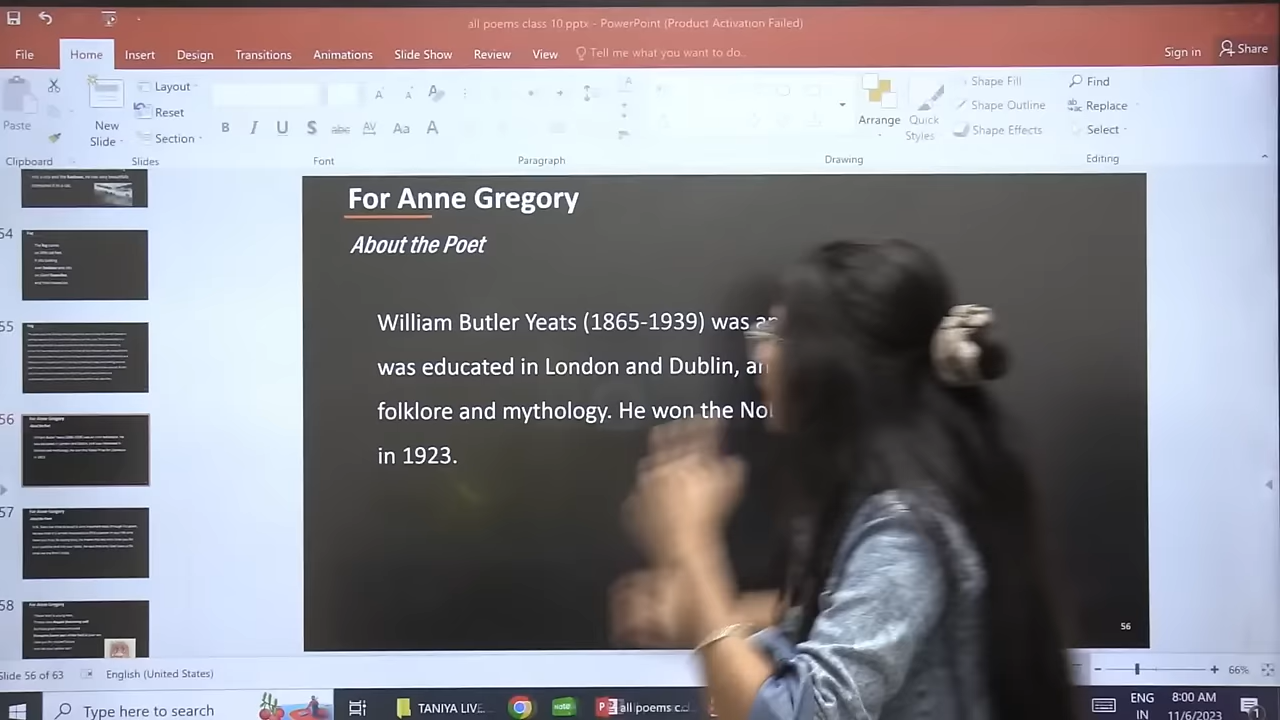 all poems class 10 pptx - PowerPoint (Product Activation Failed)
File Home Insert Design Transitions Animations Slide Show Review View Tell me what you want to do.. Sign in Share
Paste
New Slide
Layout
Reset
Section
B I U S abc AV Aa A
Arrange
Quick Styles
Shape Fill
Shape Outline
Shape Effects
Find
Replace
Select
Clipboard Slides Font Paragraph Drawing Editing
54
55
56
57
58
For Anne Gregory
About the Poet
William Butler Yeats (1865-1939) was an
was educated in London and Dublin, an
folklore and mythology. He won the No
in 1923.
56
Slide 56 of 63 English (United States) 66%
Type here to search TANIYA LIVE... all poems c... ENG IN 8:00 AM 11/6/2023